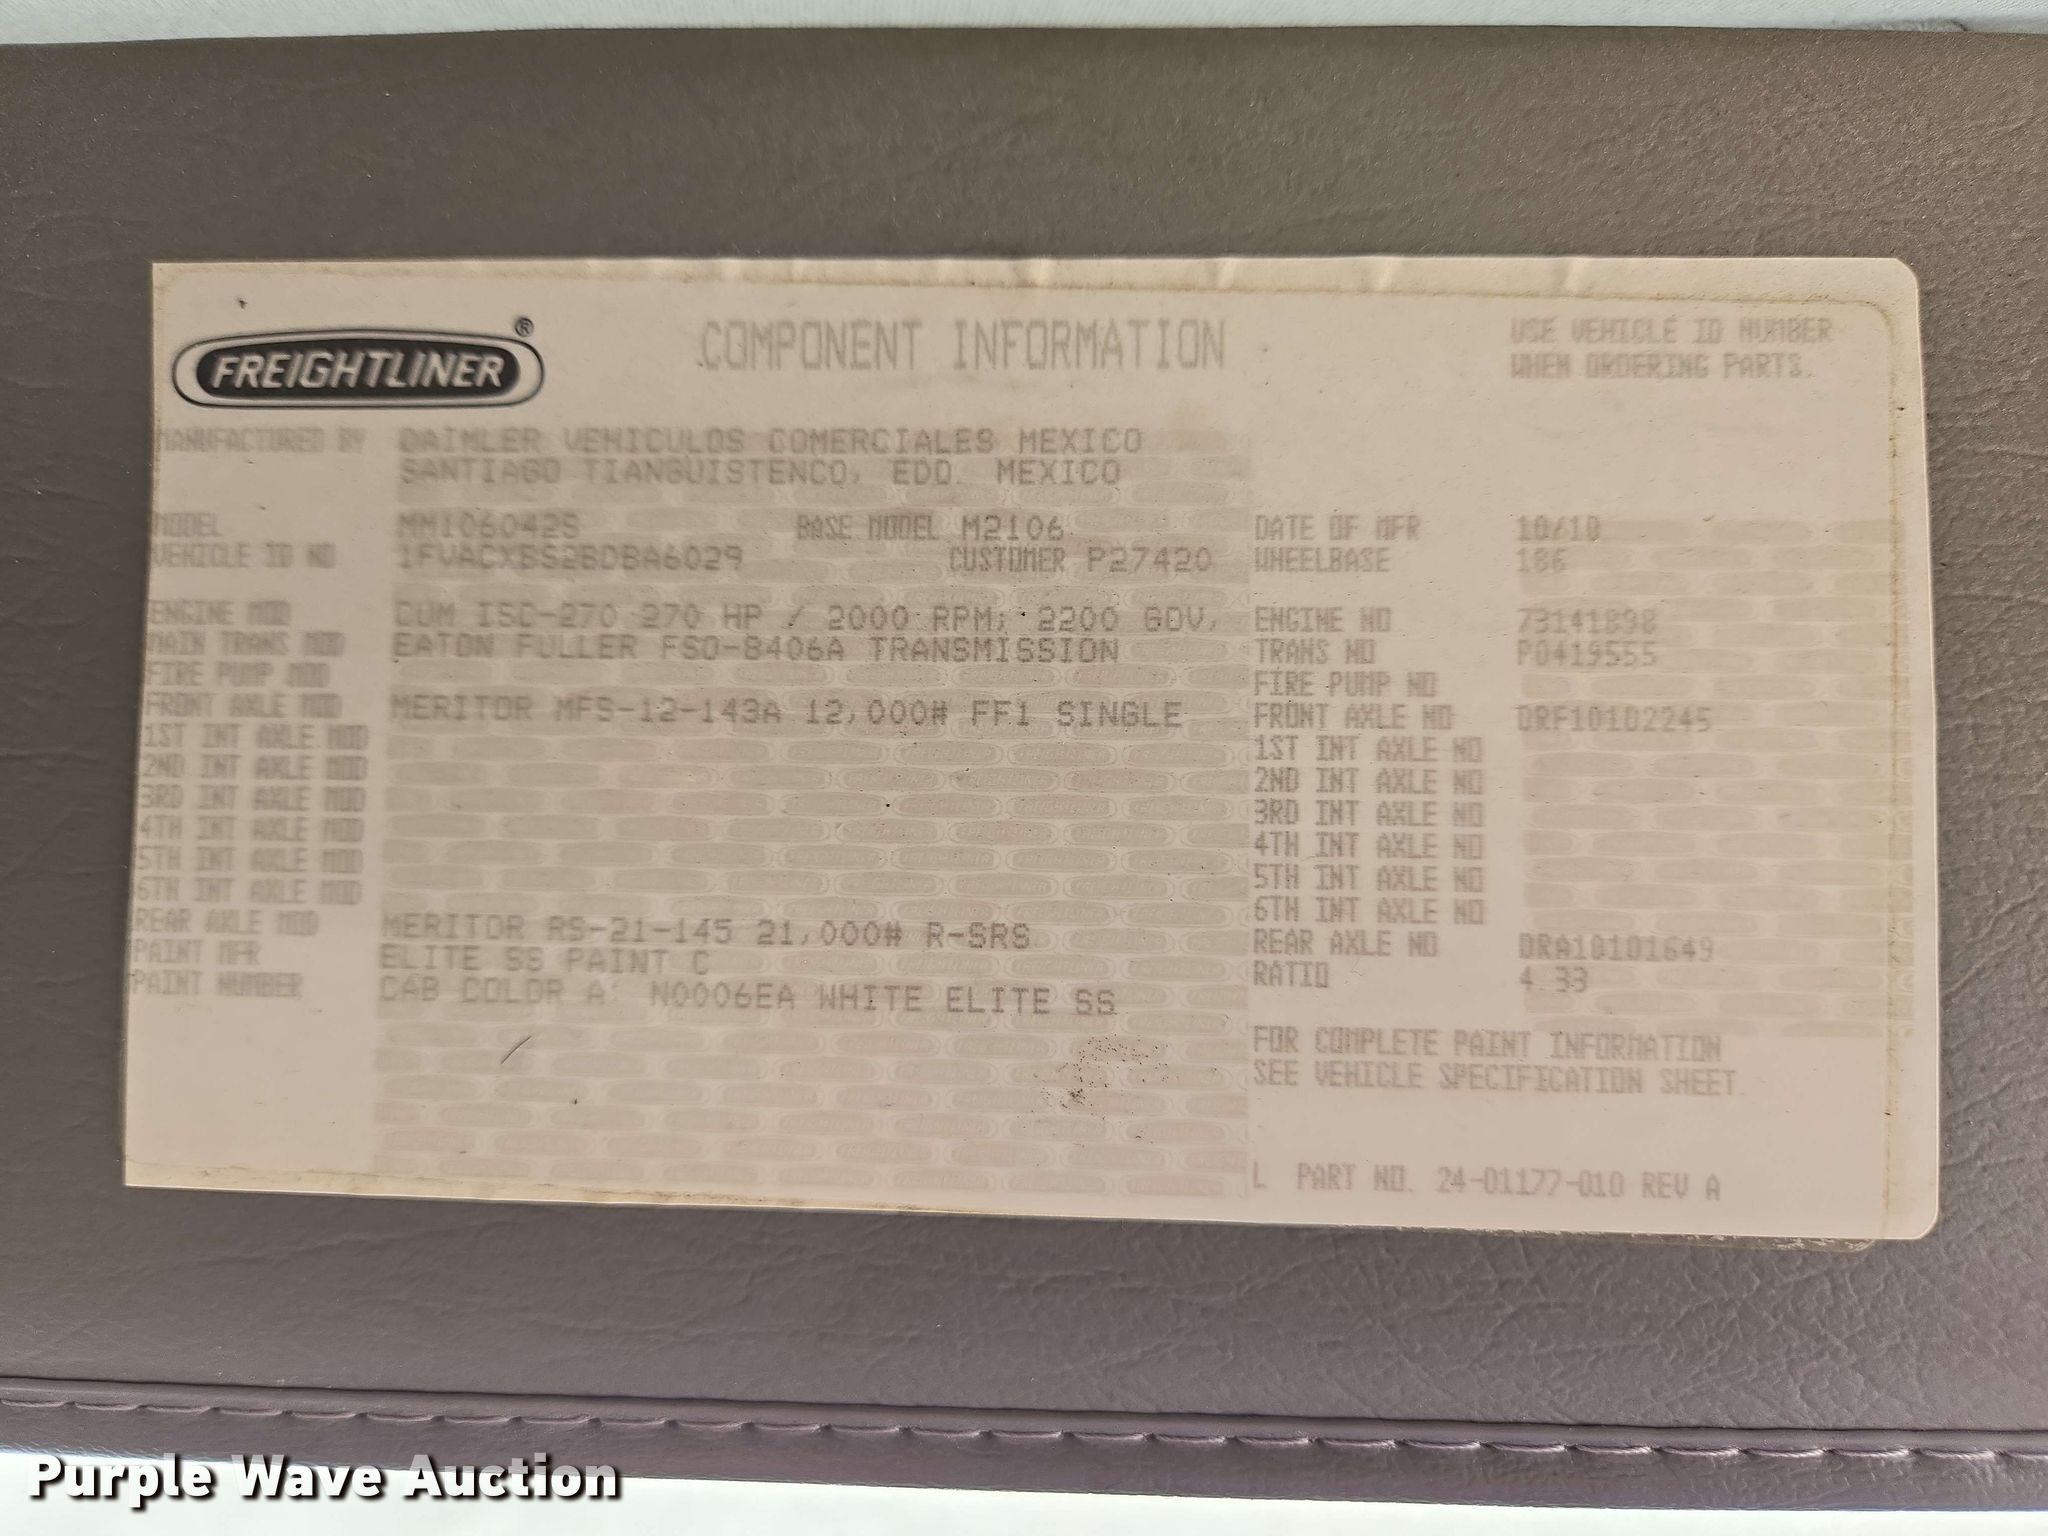 FREIGHTLINER ®
COMPONENT INFORMATION
USE VEHICLE ID NUMBER
WHEN ORDERING PARTS.
MANUFACTURED BY DAIMLER VEHICULOS COMERCIALES MEXICO
SANTIAGO TIANGUISTENCO, EDO. MEXICO
MODEL MM106042S BASE MODEL M2106 DATE OF MFR 10/10
VEHICLE ID NO 1FVACXBS2BDBA6029 CUSTOMER P27420 WHEELBASE 186
ENGINE MOD CUM ISC-270 270 HP / 2000 RPM; 2200 GOV, ENGINE NO 73141898
MAIN TRANS MOD EATON FULLER FSO-8406A TRANSMISSION TRANS NO P0419555
FIRE PUMP MOD FIRE PUMP NO
FRONT AXLE MOD MERITOR MFS-12-143A 12,000# FF1 SINGLE FRONT AXLE NO DRF10102245
1ST INT AXLE MOD 1ST INT AXLE NO
2ND INT AXLE MOD 2ND INT AXLE NO
3RD INT AXLE MOD 3RD INT AXLE NO
4TH INT AXLE MOD 4TH INT AXLE NO
5TH INT AXLE MOD 5TH INT AXLE NO
6TH INT AXLE MOD 6TH INT AXLE NO
REAR AXLE MOD MERITOR RS-21-145 21,000# R-SRS REAR AXLE NO DRA10101649
PAINT MFR ELITE SS PAINT C RATIO 4.33
PAINT NUMBER CAB COLOR A: N0006EA WHITE ELITE SS
FOR COMPLETE PAINT INFORMATION
SEE VEHICLE SPECIFICATION SHEET.
L PART NO. 24-01177-010 REV A
Purple Wave Auction